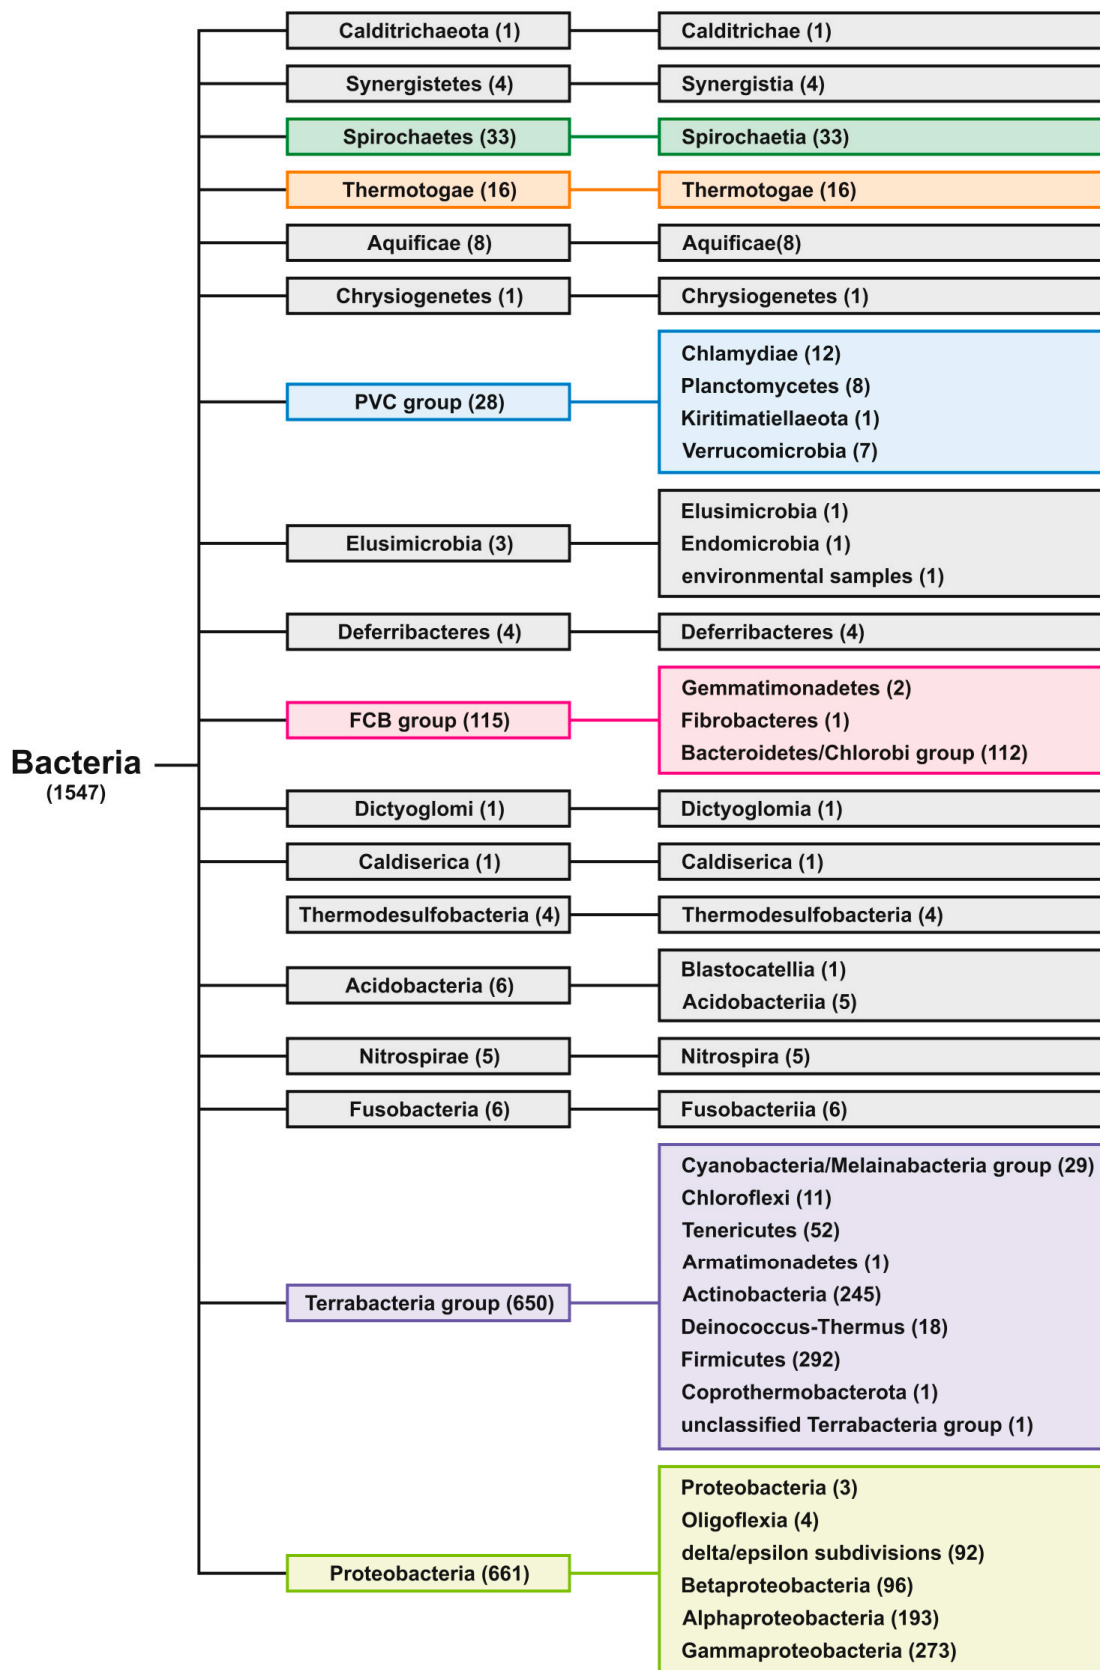 Calditrichaeota (1)
Calditrichae (1)
Synergistetes (4)
Synergistia (4)
Spirochaetes (33)
Spirochaetia (33)
Thermotogae (16)
Thermotogae (16)
Aquificae (8)
Aquificae(8)
Chrysiogenetes (1)
Chrysiogenetes (1)
PVC group (28)
Chlamydiae (12)
Planctomycetes (8)
Kiritimatiellaeota (1)
Verrucomicrobia (7)
Elusimicrobia (3)
Elusimicrobia (1)
Endomicrobia (1)
environmental samples (1)
Deferribacteres (4)
Deferribacteres (4)
FCB group (115)
Gemmatimonadetes (2)
Fibrobacteres (1)
Bacteroidetes/Chlorobi group (112)
Bacteria
(1547)
Dictyoglomi (1)
Dictyoglomia (1)
Caldiserica (1)
Caldiserica (1)
Thermodesulfobacteria (4)
Thermodesulfobacteria (4)
Acidobacteria (6)
Blastocatellia (1)
Acidobacteriia (5)
Nitrospirae (5)
Nitrospira (5)
Fusobacteria (6)
Fusobacteriia (6)
Terrabacteria group (650)
Cyanobacteria/Melainabacteria group (29)
Chloroflexi (11)
Tenericutes (52)
Armatimonadetes (1)
Actinobacteria (245)
Deinococcus-Thermus (18)
Firmicutes (292)
Coprothermobacterota (1)
unclassified Terrabacteria group (1)
Proteobacteria (661)
Proteobacteria (3)
Oligoflexia (4)
delta/epsilon subdivisions (92)
Betaproteobacteria (96)
Alphaproteobacteria (193)
Gammaproteobacteria (273)